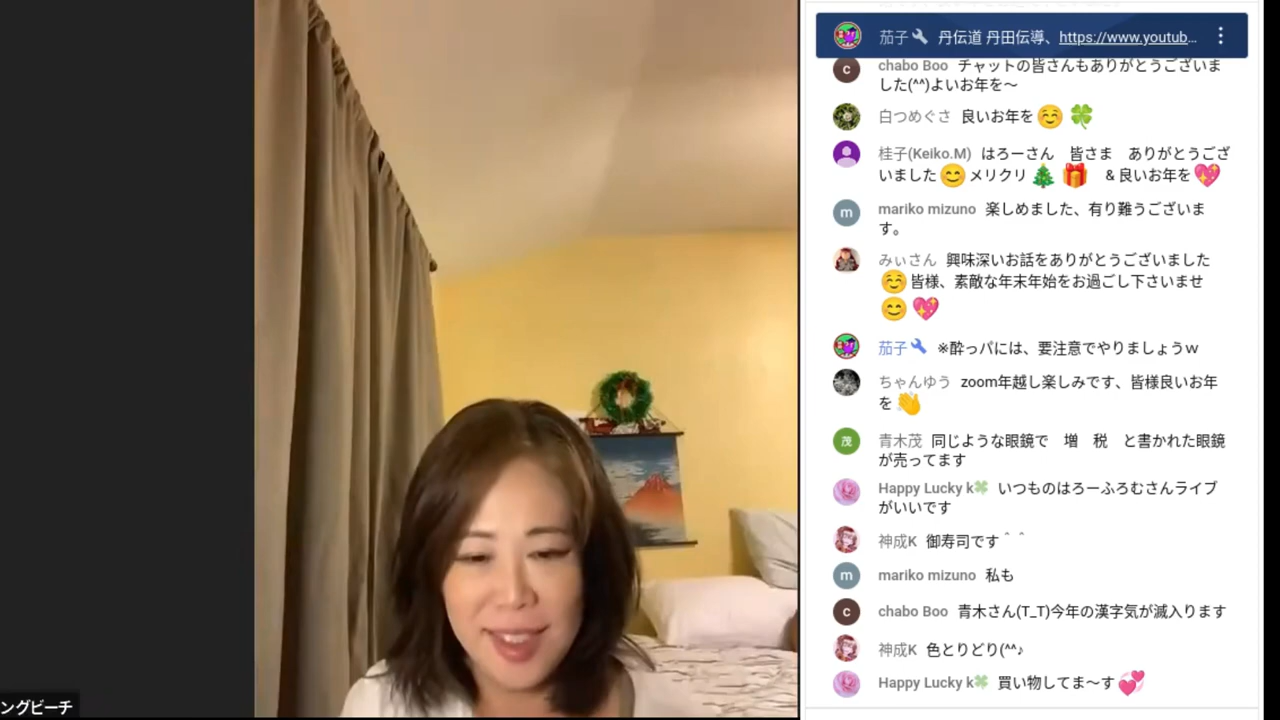 茄子 丹伝道 丹田伝導、https://www.youtub...
chabo Boo チャットの皆さんもありがとうございま
した(^^)よいお年を〜
白つめぐさ 良いお年を☺️🍀
桂子(Keiko.M) はろーさん 皆さま ありがとうござ
いました😊メリクリ🎄🎁 & 良いお年を💖
mariko mizuno 楽しめました、有り難うございま
す。
みぃさん 興味深いお話をありがとうございました
☺️皆様、素敵な年末年始をお過ごし下さいませ
😊💖
茄子 ※酔っパには、要注意でやりましょうw
ちゃんゆう zoom年越し楽しみです、皆様良いお年
を👋
茂
青木茂 同じような眼鏡で 増 税 と書かれた眼鏡
が売ってます
Happy Lucky k🍀 いつものはろーふろむさんライブ
がいいです
神成K 御寿司です＾＾
m
mariko mizuno 私も
c
chabo Boo 青木さん(T_T)今年の漢字気が滅入ります
神成K 色とりどり(^^♪
Happy Lucky k🍀 買い物してま〜す💞
ングビーチ